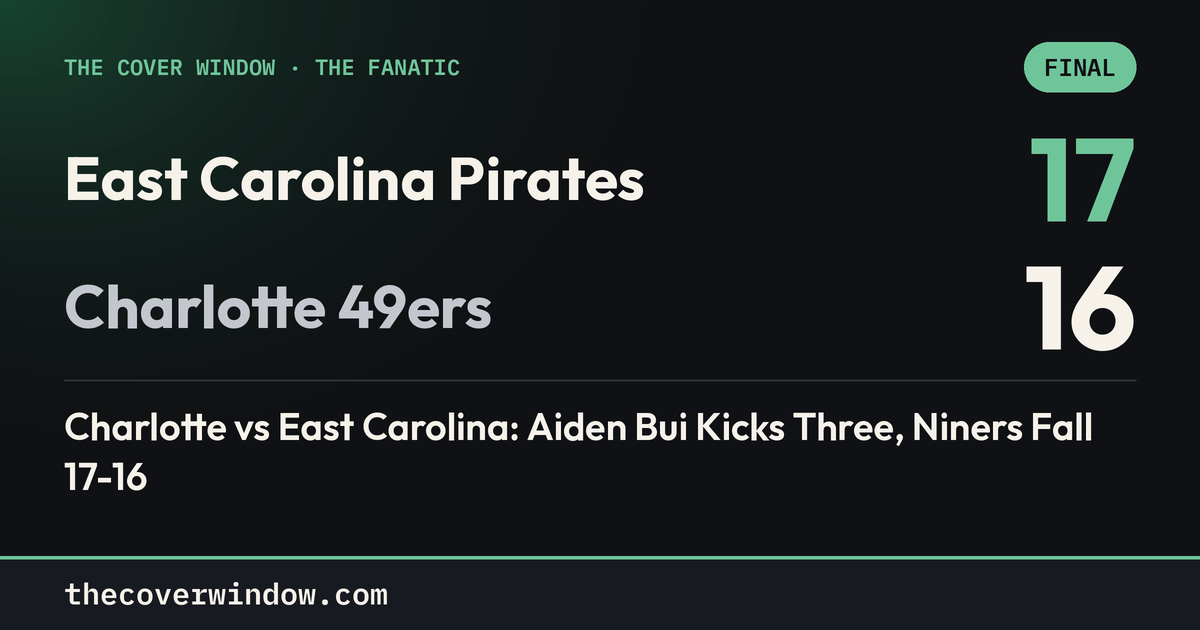 THE COVER WINDOW · THE FANATIC
FINAL
East Carolina Pirates
17
Charlotte 49ers
16
Charlotte vs East Carolina: Aiden Bui Kicks Three, Niners Fall
17-16
thecoverwindow.com